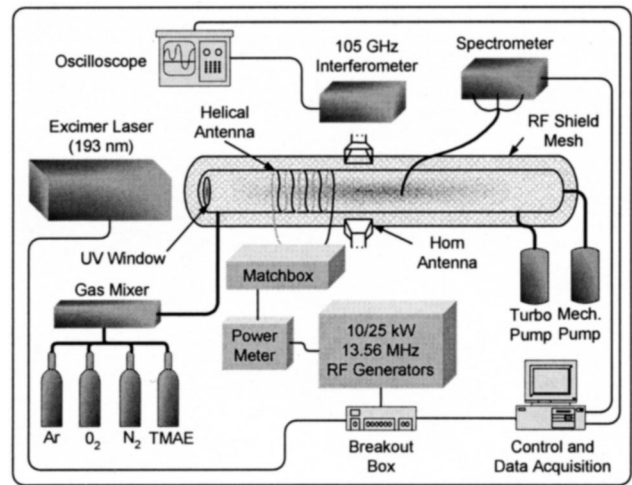 Oscilloscope
105 GHz
Interferometer
Spectrometer
Helical
Antenna
Excimer Laser
(193 nm)
RF Shield
Mesh
UV Window
Horn
Antenna
Matchbox
Gas Mixer
Turbo
Pump
Mech.
Pump
Power
Meter
10/25 kW
13.56 MHz
RF Generators
Ar
0₂
N₂
TMAE
Breakout
Box
Control and
Data Acquisition